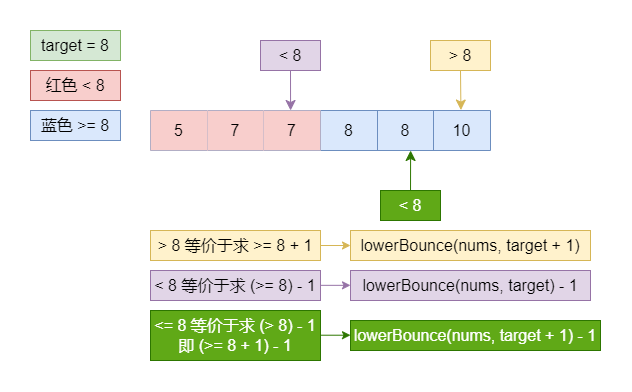 target = 8
< 8
> 8
红色 < 8
蓝色 >= 8
5 7 7 8 8 10
< 8
> 8 等价于求 >= 8 + 1
lowerBounce(nums, target + 1)
< 8 等价于求 (>= 8) - 1
lowerBounce(nums, target) - 1
<= 8 等价于求 (> 8) - 1
即 (>= 8 + 1) - 1
lowerBounce(nums, target + 1) - 1